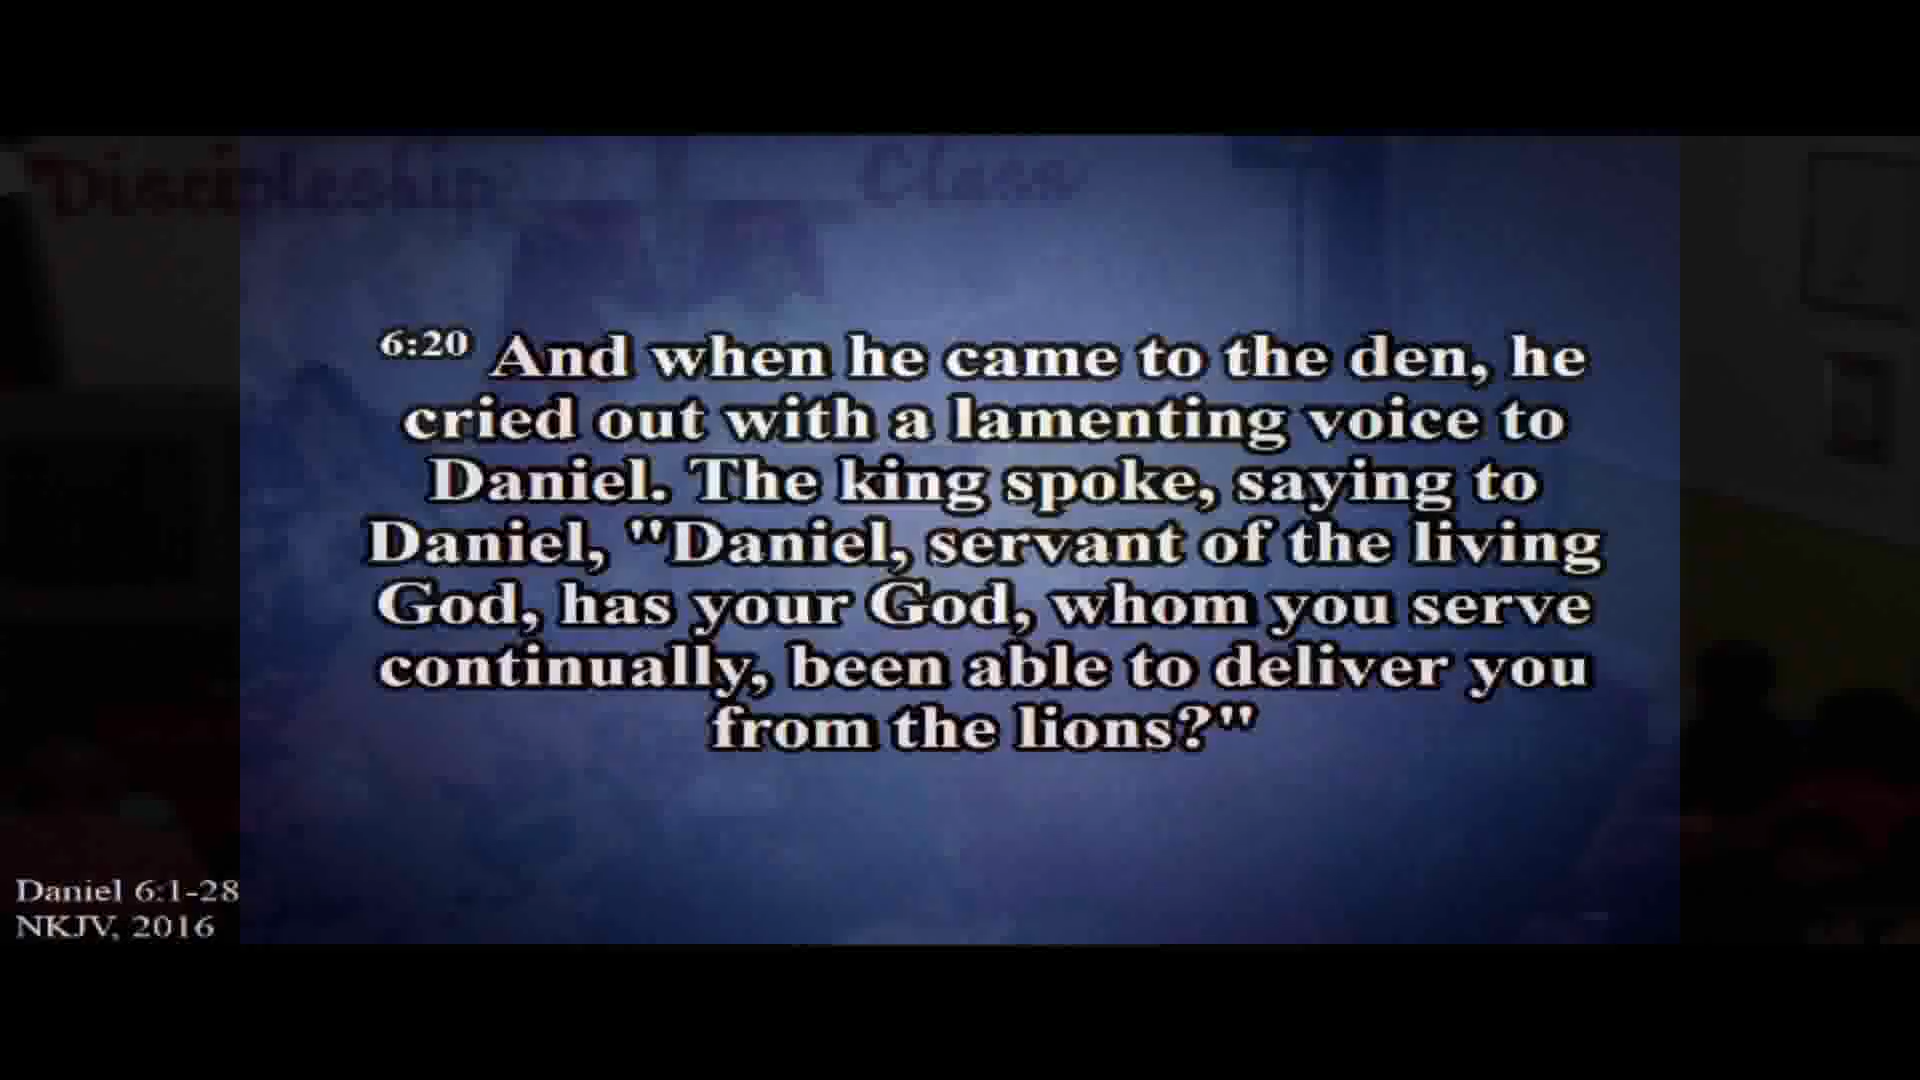 Discipleship Class
6:20 And when he came to the den, he
cried out with a lamenting voice to
Daniel. The king spoke, saying to
Daniel, "Daniel, servant of the living
God, has your God, whom you serve
continually, been able to deliver you
from the lions?"
Daniel 6:1-28
NKJV, 2016